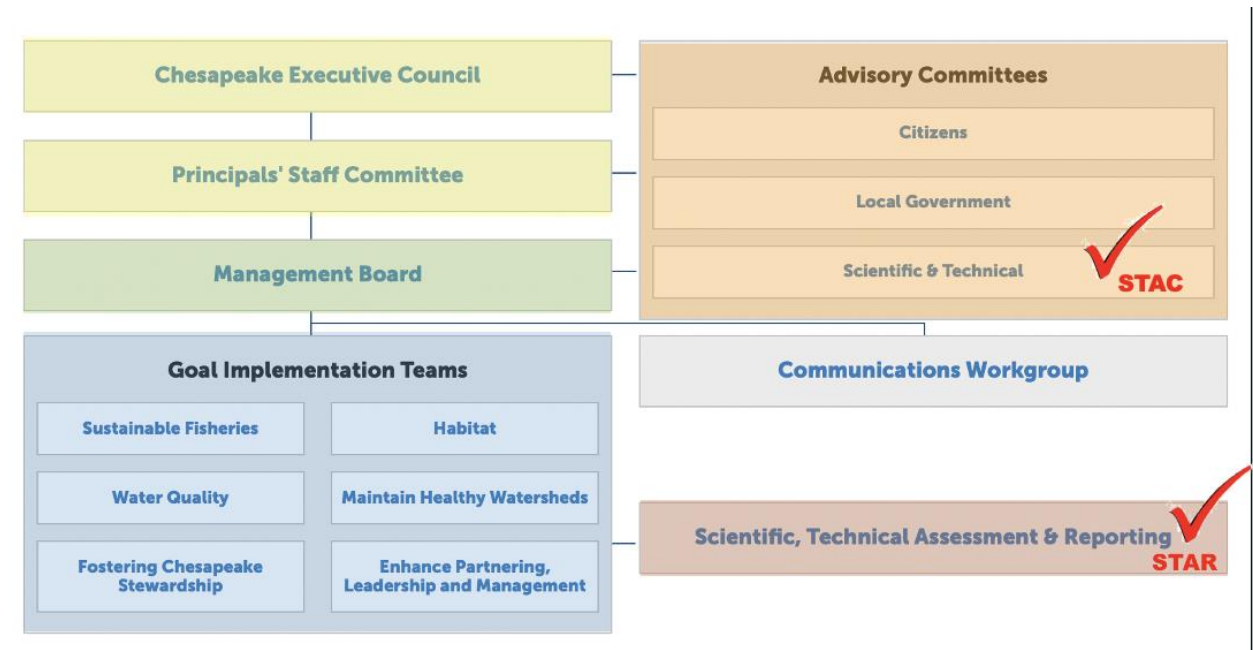 Chesapeake Executive Council
Principals' Staff Committee
Management Board
Advisory Committees
Citizens
Local Government
Scientific & Technical
STAC
Goal Implementation Teams
Sustainable Fisheries
Habitat
Water Quality
Maintain Healthy Watersheds
Fostering Chesapeake
Stewardship
Enhance Partnering,
Leadership and Management
Communications Workgroup
Scientific, Technical Assessment & Reporting
STAR